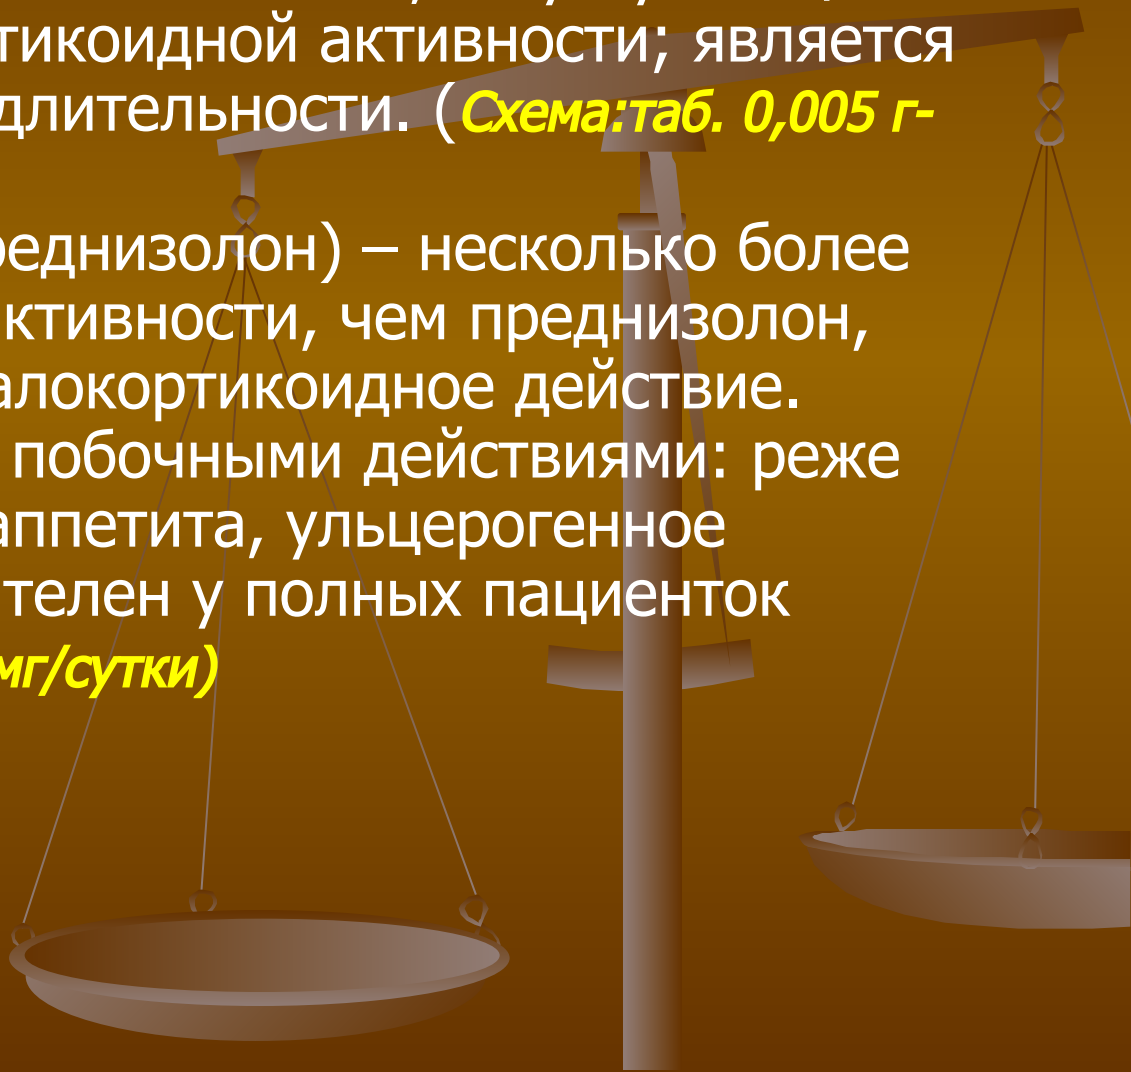 тикоидной активности; является
длительности. (Схема:таб. 0,005 г-
реднизолон) – несколько более
ктивности, чем преднизолон,
алокортикоидное действие.
побочными действиями: реже
аппетита, ульцерогенное
телен у полных пациенток
мг/сутки)